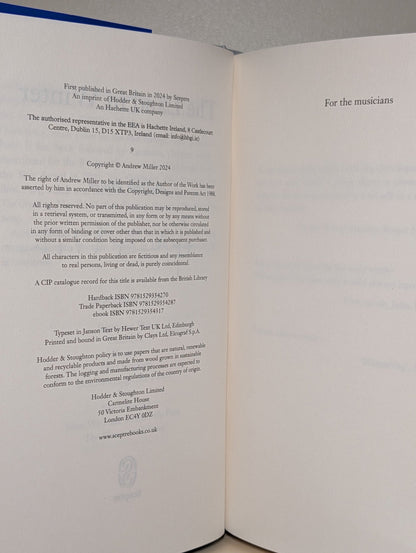 First published in Great Britain in 2024 by Sceptre
An imprint of Hodder & Stoughton Limited
An Hachette UK company
The authorised representative in the EEA is Hachette Ireland, 8 Castlecourt
Centre, Dublin 15, D15 XTP3, Ireland (email: info@hbgi.ie)
9
Copyright © Andrew Miller 2024
The right of Andrew Miller to be identified as the Author of the Work has been
asserted by him in accordance with the Copyright, Designs and Patents Act 1988.
All rights reserved. No part of this publication may be reproduced, stored
in a retrieval system, or transmitted, in any form or by any means without
the prior written permission of the publisher, nor be otherwise circulated
in any form of binding or cover other than that in which it is published and
without a similar condition being imposed on the subsequent purchaser.
All characters in this publication are fictitious and any resemblance
to real persons, living or dead, is purely coincidental.
A CIP catalogue record for this title is available from the British Library
Hardback ISBN 9781529354270
Trade Paperback ISBN 9781529354287
ebook ISBN 9781529354317
Typeset in Janson Text by Hewer Text UK Ltd, Edinburgh
Printed and bound in Great Britain by Clays Ltd, Elcograf S.p.A.
Hodder & Stoughton policy is to use papers that are natural, renewable
and recyclable products and made from wood grown in sustainable
forests. The logging and manufacturing processes are expected to
conform to the environmental regulations of the country of origin.
Hodder & Stoughton Limited
Carmelite House
50 Victoria Embankment
London EC4Y 0DZ
www.sceptrebooks.co.uk
For the musicians